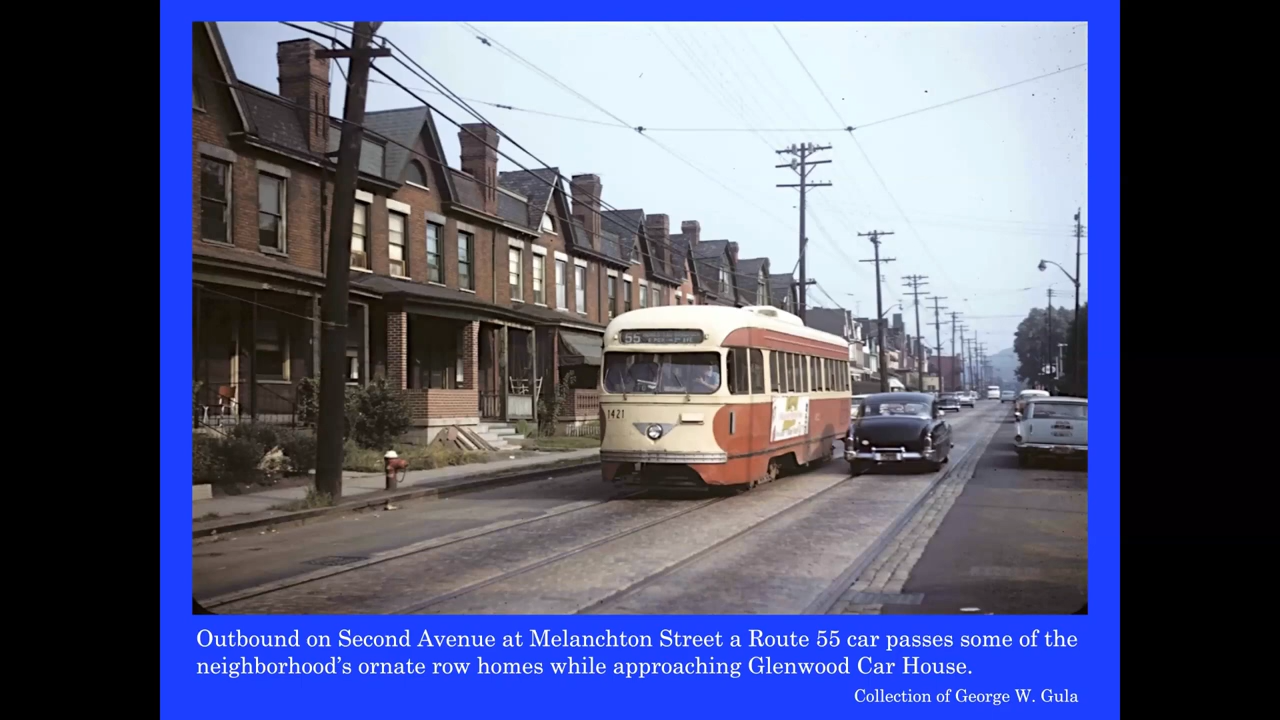 55
1421
Outbound on Second Avenue at Melanchton Street a Route 55 car passes some of the
neighborhood's ornate row homes while approaching Glenwood Car House.
Collection of George W. Gula